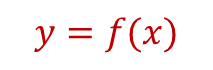 y = f(x)